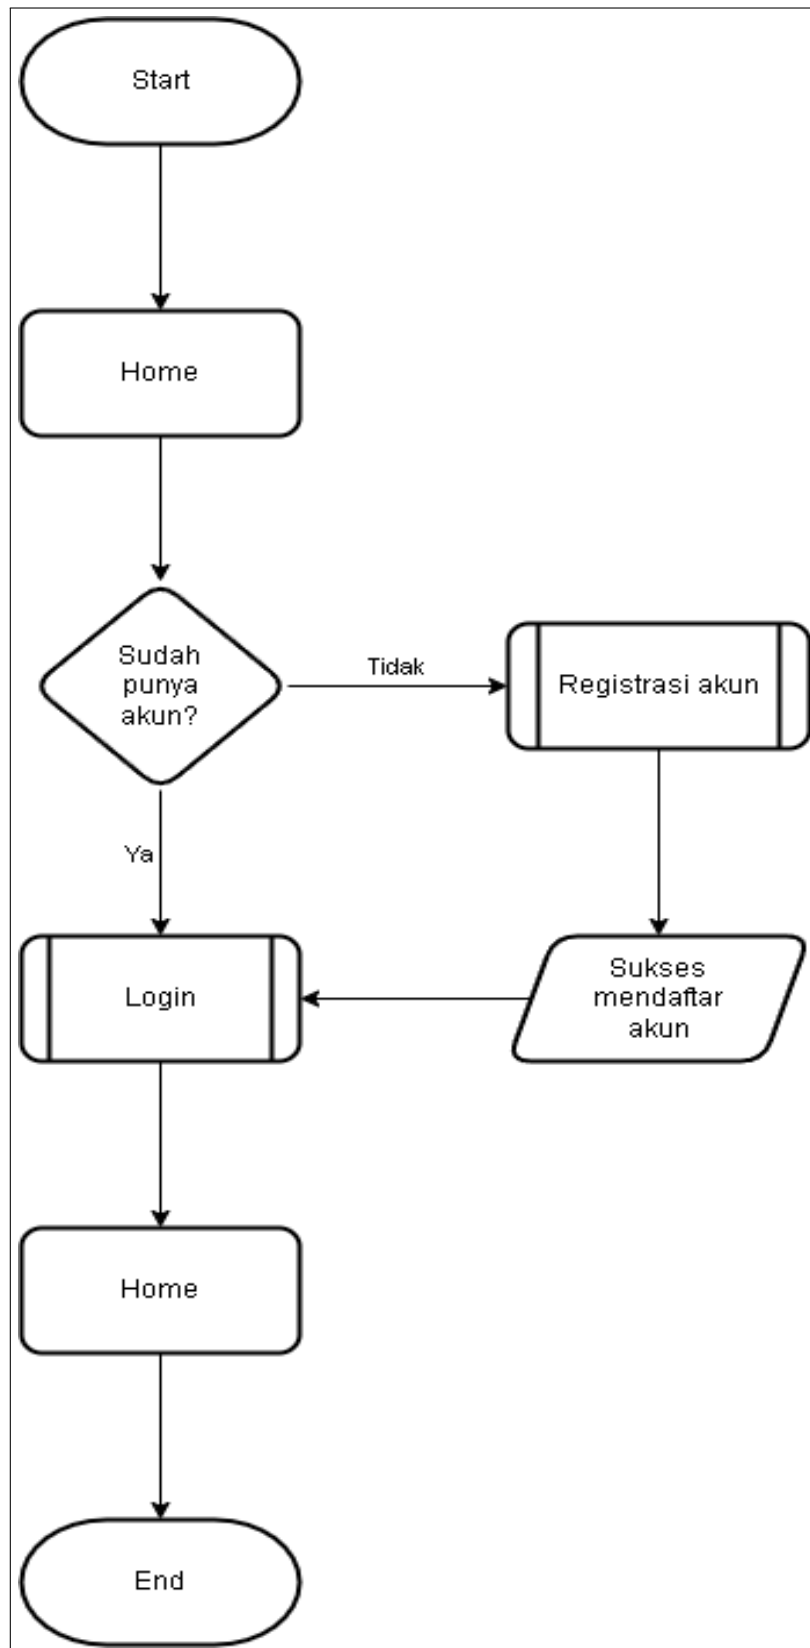 Start
Home
Sudah
punya
akun?
Tidak
Registrasi akun
Ya
Login
Sukses
mendaftar
akun
Home
End